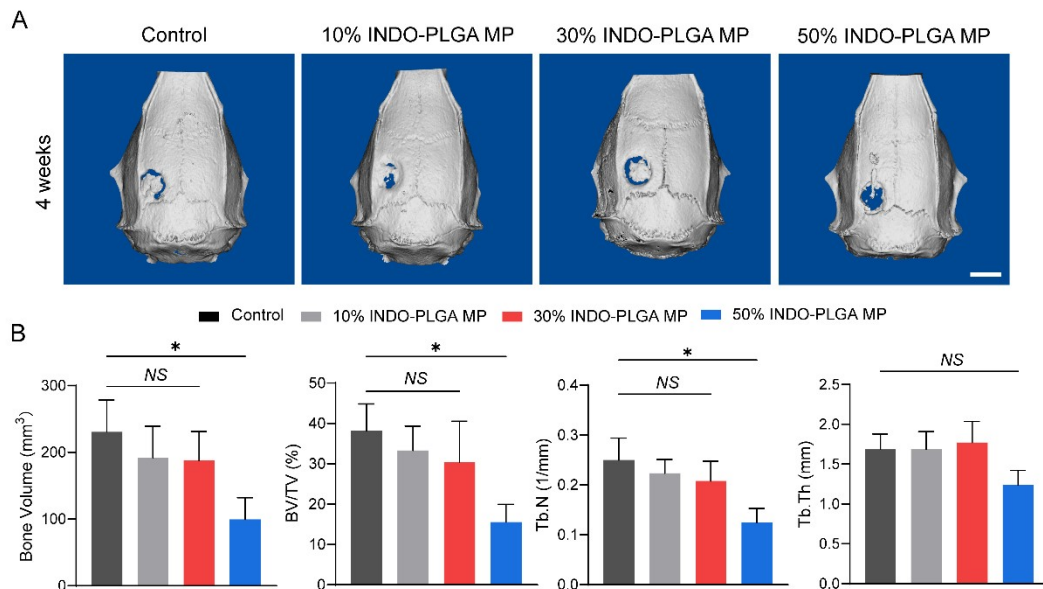 A
Control
10% INDO-PLGA MP
30% INDO-PLGA MP
50% INDO-PLGA MP
4 weeks
Control
10% INDO-PLGA MP
30% INDO-PLGA MP
50% INDO-PLGA MP
B
*
NS
Bone Volume (mm³)
300
200
100
0
*
NS
BV/TV (%)
50
40
30
20
10
0
*
NS
Tb.N (1/mm)
0.4
0.3
0.2
0.1
0.0
NS
Tb.Th (mm)
2.5
2.0
1.5
1.0
0.5
0.0